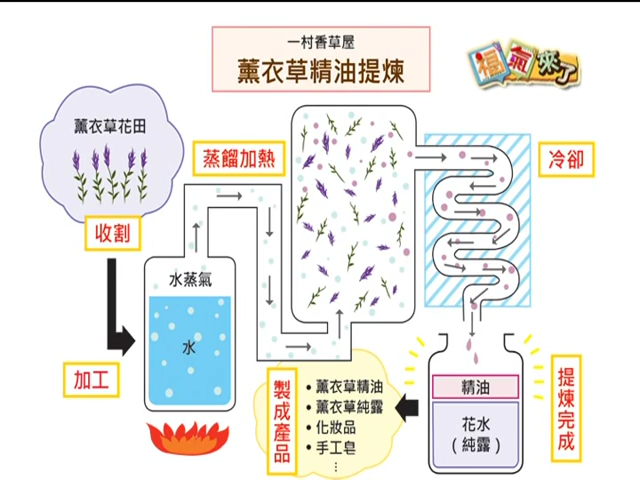 一村香草屋
薰衣草精油提煉
福氣來了
薰衣草花田
收割
蒸餾加熱
冷卻
水蒸氣
水
加工
製成產品
• 薰衣草精油
• 薰衣草純露
• 化妝品
• 手工皂
⋮
精油
花水
（純露）
提煉完成